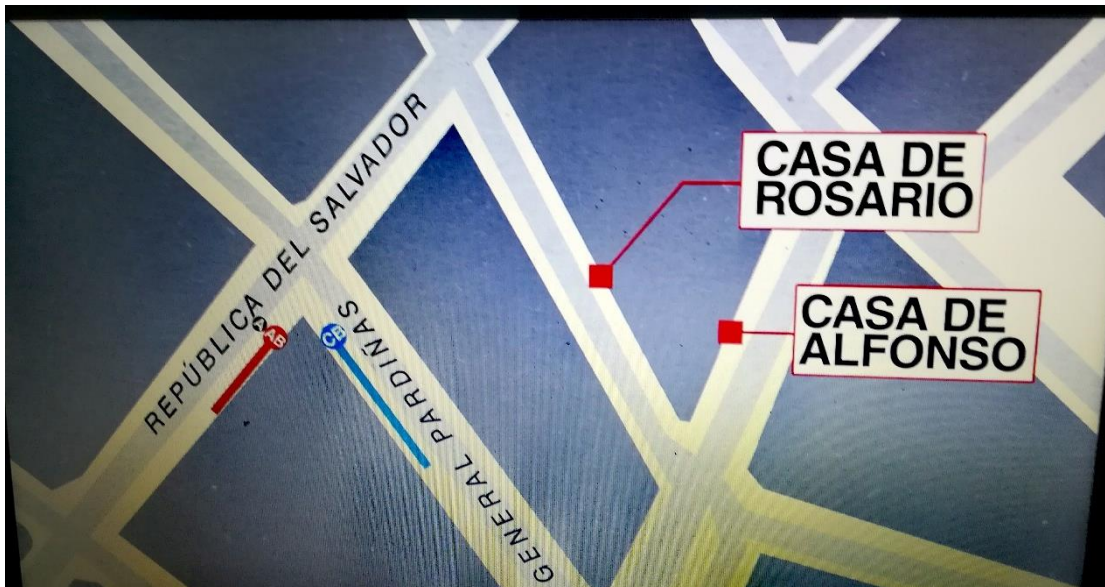 REPÚBLICA DEL SALVADOR
A
AB
CB
GENERAL PARDIÑAS
CASA DE
ROSARIO
CASA DE
ALFONSO